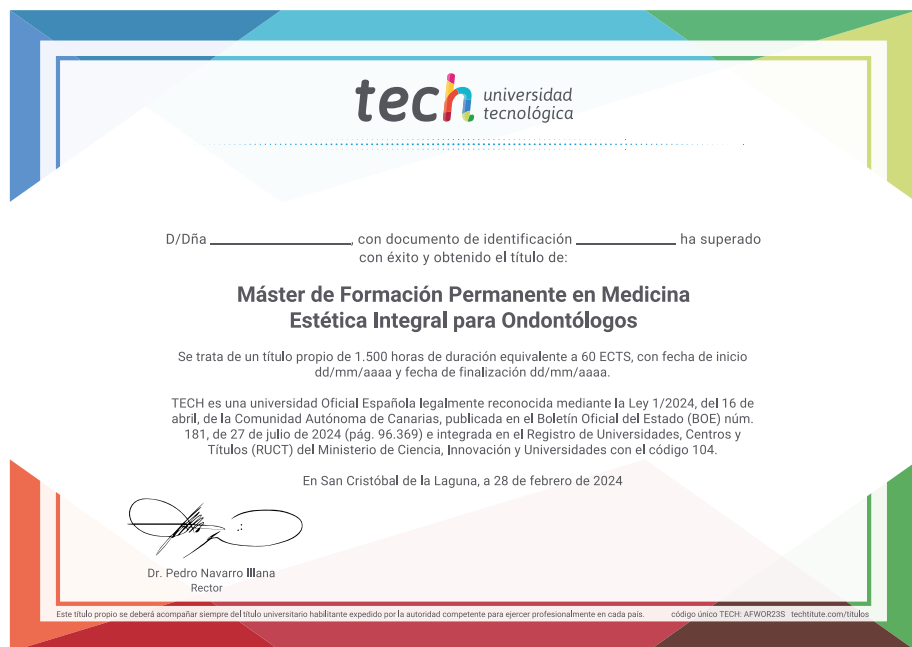 tech universidad
tecnológica
D/Dña ____________________, con documento de identificación ______________ ha superado
con éxito y obtenido el título de:
Máster de Formación Permanente en Medicina
Estética Integral para Ondontólogos
Se trata de un título propio de 1.500 horas de duración equivalente a 60 ECTS, con fecha de inicio
dd/mm/aaaa y fecha de finalización dd/mm/aaaa.
TECH es una universidad Oficial Española legalmente reconocida mediante la Ley 1/2024, del 16 de
abril, de la Comunidad Autónoma de Canarias, publicada en el Boletín Oficial del Estado (BOE) núm.
181, de 27 de julio de 2024 (pág. 96.369) e integrada en el Registro de Universidades, Centros y
Títulos (RUCT) del Ministerio de Ciencia, Innovación y Universidades con el código 104.
En San Cristóbal de la Laguna, a 28 de febrero de 2024
Dr. Pedro Navarro Illana
Rector
Este título propio se deberá acompañar siempre del título universitario habilitante expedido por la autoridad competente para ejercer profesionalmente en cada país. código único TECH: AFWOR23S techtitute.com/titulos